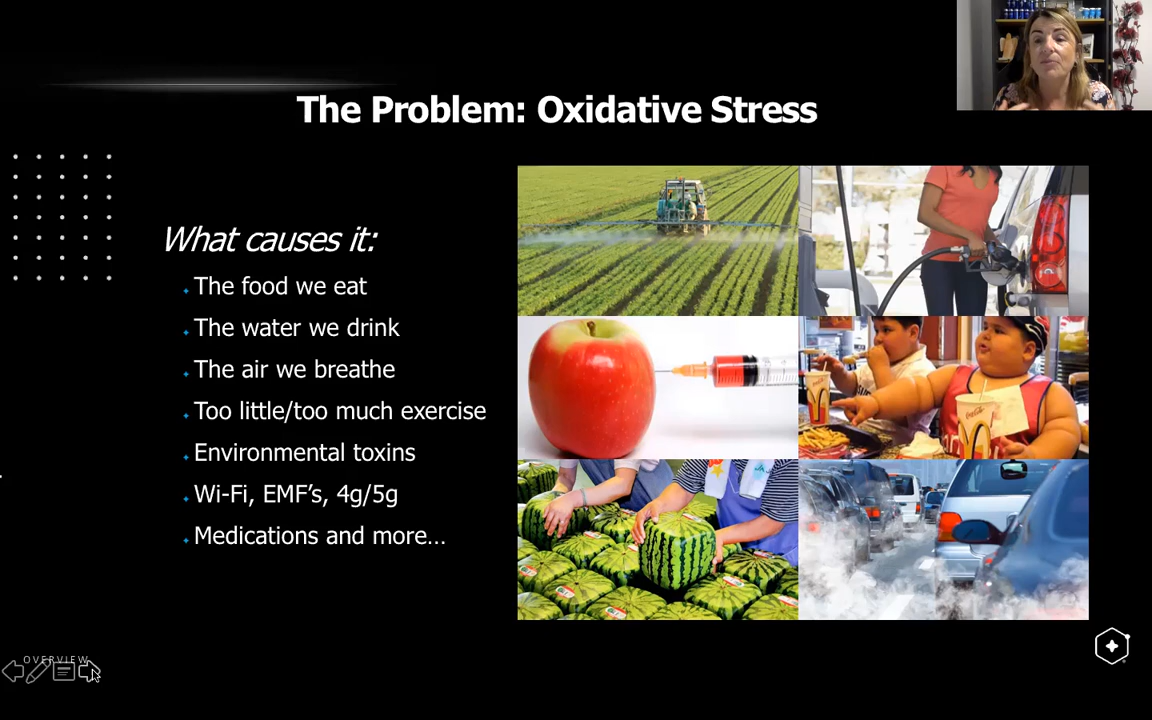 The Problem: Oxidative Stress
What causes it:
The food we eat
The water we drink
The air we breathe
Too little/too much exercise
Environmental toxins
Wi-Fi, EMF’s, 4g/5g
Medications and more…
OVERVIEW